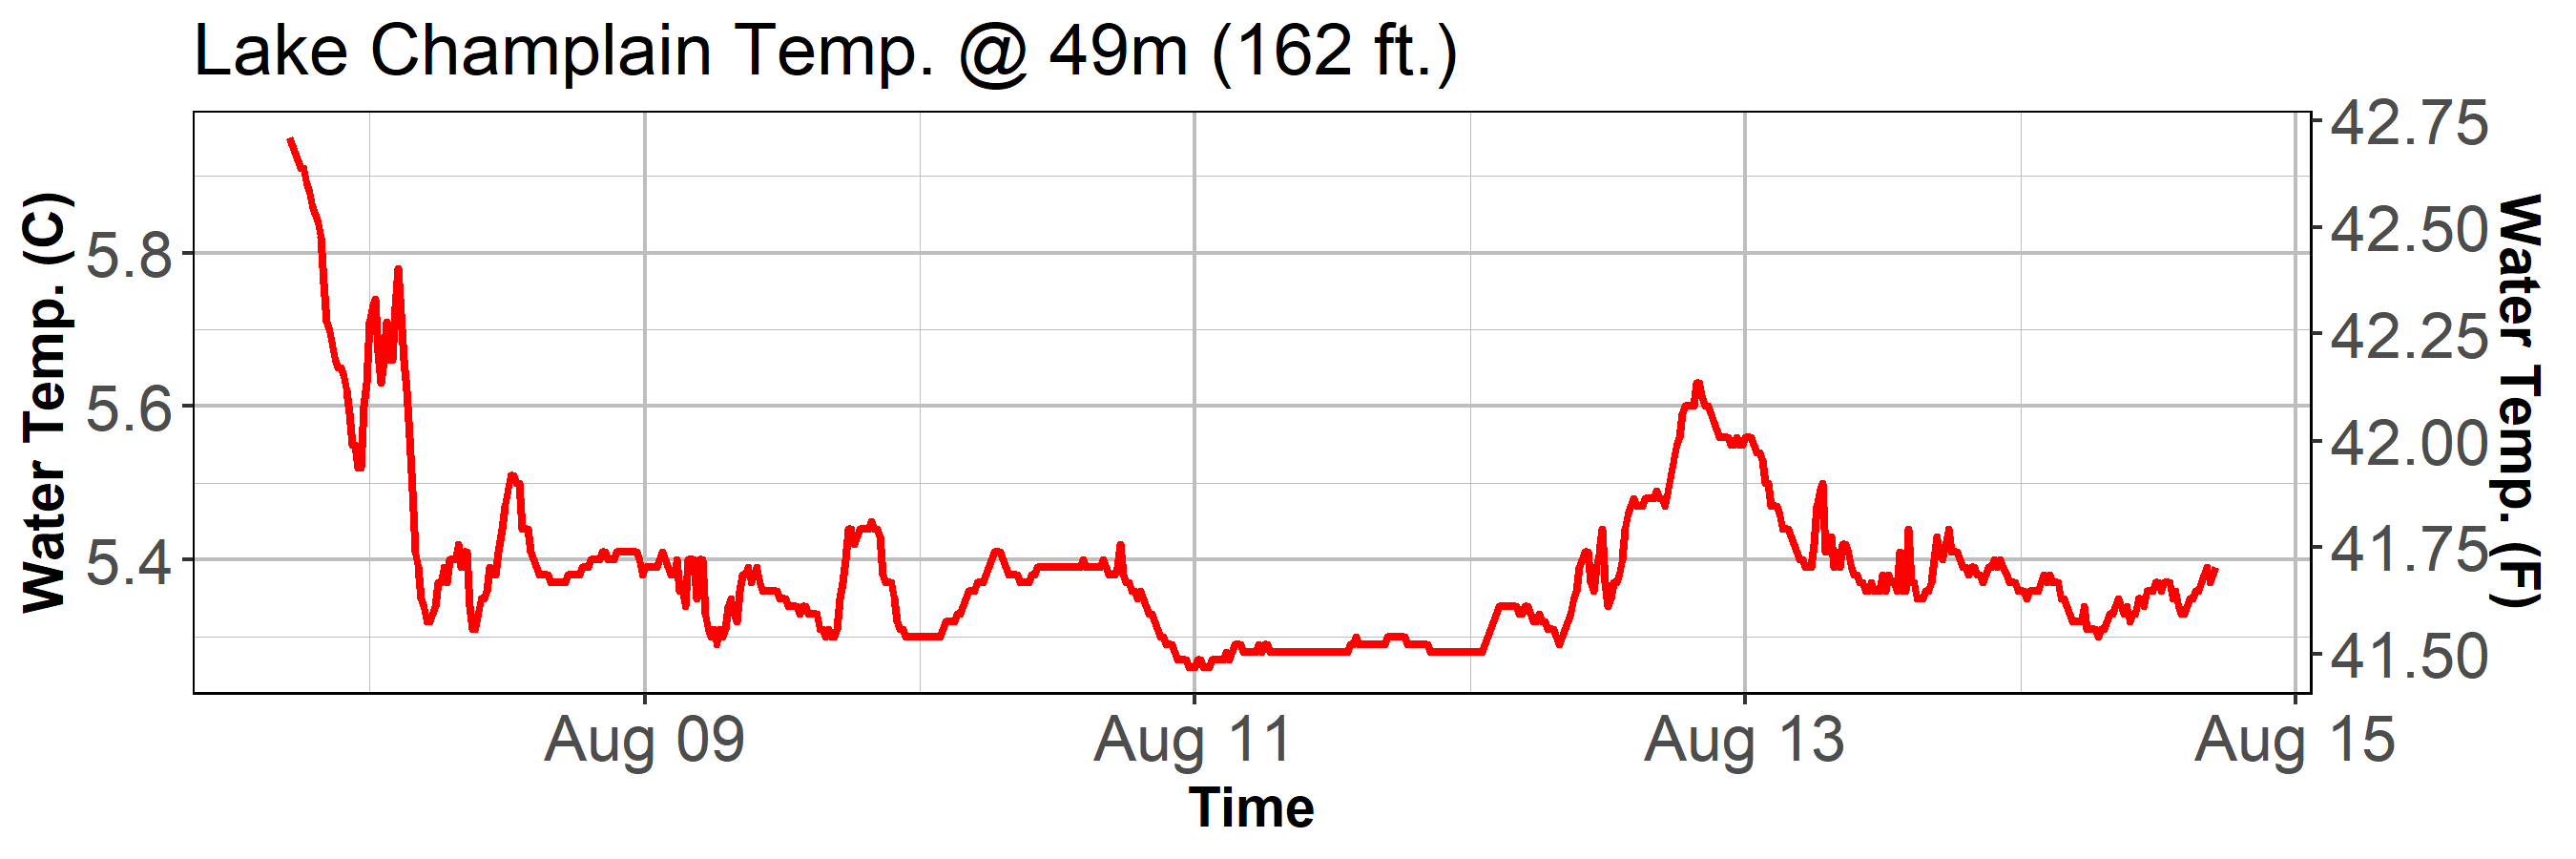 Lake Champlain Temp. @ 49m (162 ft.)
Water Temp. (C)
5.8
5.6
5.4
42.75
42.50
42.25
42.00
41.75
41.50
Water Temp. (F)
Aug 09
Aug 11
Aug 13
Aug 15
Time